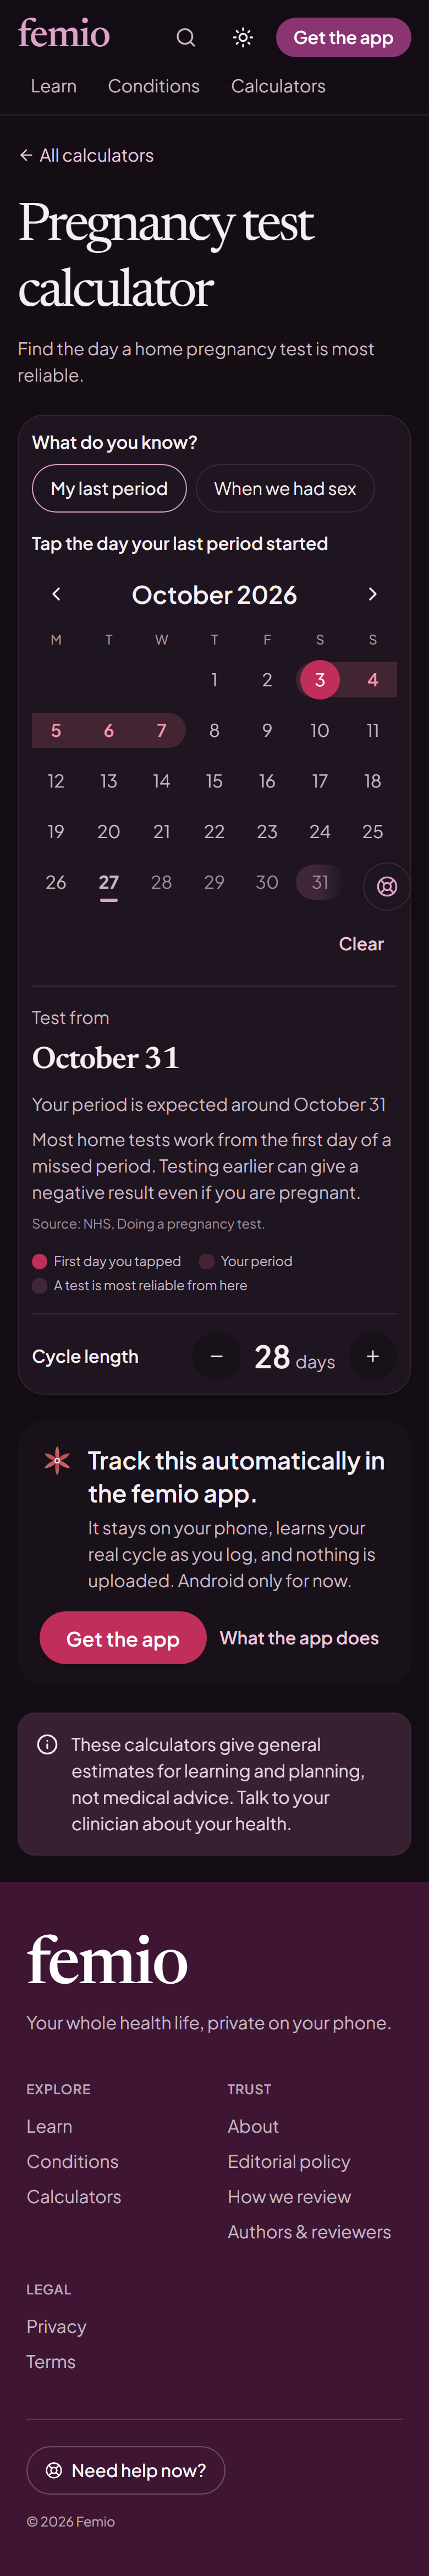 femio
Get the app
Learn Conditions Calculators
← All calculators
Pregnancy test
calculator
Find the day a home pregnancy test is most
reliable.
What do you know?
My last period When we had sex
Tap the day your last period started
October 2026
M T W T F S S
1 2 3 4
5 6 7 8 9 10 11
12 13 14 15 16 17 18
19 20 21 22 23 24 25
26 27 28 29 30 31
Clear
Test from
October 31
Your period is expected around October 31
Most home tests work from the first day of a
missed period. Testing earlier can give a
negative result even if you are pregnant.
Source: NHS, Doing a pregnancy test.
First day you tapped Your period
A test is most reliable from here
Cycle length − 28 days +
Track this automatically in
the femio app.
It stays on your phone, learns your
real cycle as you log, and nothing is
uploaded. Android only for now.
Get the app What the app does
These calculators give general
estimates for learning and planning,
not medical advice. Talk to your
clinician about your health.
femio
Your whole health life, private on your phone.
EXPLORE
Learn
Conditions
Calculators
TRUST
About
Editorial policy
How we review
Authors & reviewers
LEGAL
Privacy
Terms
Need help now?
© 2026 Femio